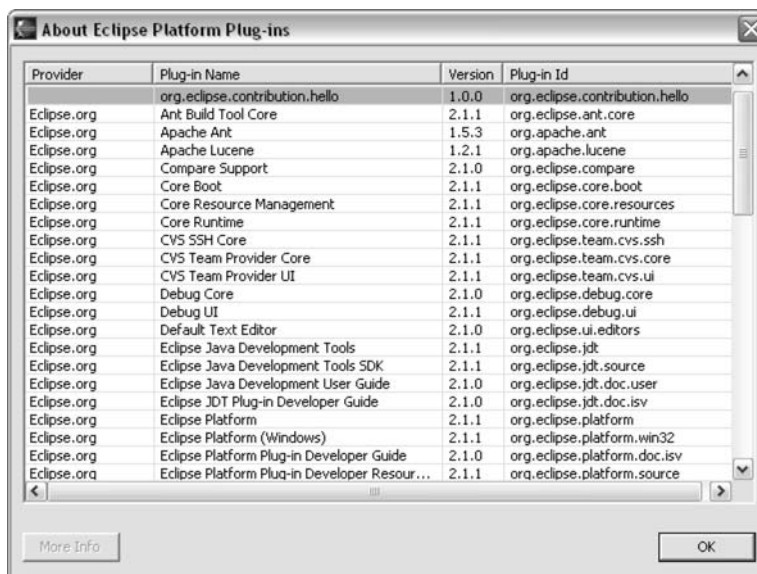 About Eclipse Platform Plug-ins
Provider Plug-in Name Version Plug-in Id
org.eclipse.contribution.hello 1.0.0 org.eclipse.contribution.hello
Eclipse.org Ant Build Tool Core 2.1.1 org.eclipse.ant.core
Eclipse.org Apache Ant 1.5.3 org.apache.ant
Eclipse.org Apache Lucene 1.2.1 org.apache.lucene
Eclipse.org Compare Support 2.1.0 org.eclipse.compare
Eclipse.org Core Boot 2.1.1 org.eclipse.core.boot
Eclipse.org Core Resource Management 2.1.1 org.eclipse.core.resources
Eclipse.org Core Runtime 2.1.1 org.eclipse.core.runtime
Eclipse.org CVS SSH Core 2.1.1 org.eclipse.team.cvs.ssh
Eclipse.org CVS Team Provider Core 2.1.1 org.eclipse.team.cvs.core
Eclipse.org CVS Team Provider UI 2.1.1 org.eclipse.team.cvs.ui
Eclipse.org Debug Core 2.1.0 org.eclipse.debug.core
Eclipse.org Debug UI 2.1.1 org.eclipse.debug.ui
Eclipse.org Default Text Editor 2.1.0 org.eclipse.ui.editors
Eclipse.org Eclipse Java Development Tools 2.1.1 org.eclipse.jdt
Eclipse.org Eclipse Java Development Tools SDK 2.1.1 org.eclipse.jdt.source
Eclipse.org Eclipse Java Development User Guide 2.1.0 org.eclipse.jdt.doc.user
Eclipse.org Eclipse JDT Plug-in Developer Guide 2.1.0 org.eclipse.jdt.doc.isv
Eclipse.org Eclipse Platform 2.1.1 org.eclipse.platform
Eclipse.org Eclipse Platform (Windows) 2.1.1 org.eclipse.platform.win32
Eclipse.org Eclipse Platform Plug-in Developer Guide 2.1.0 org.eclipse.platform.doc.isv
Eclipse.org Eclipse Platform Plug-in Developer Resour... 2.1.1 org.eclipse.platform.source
More Info OK